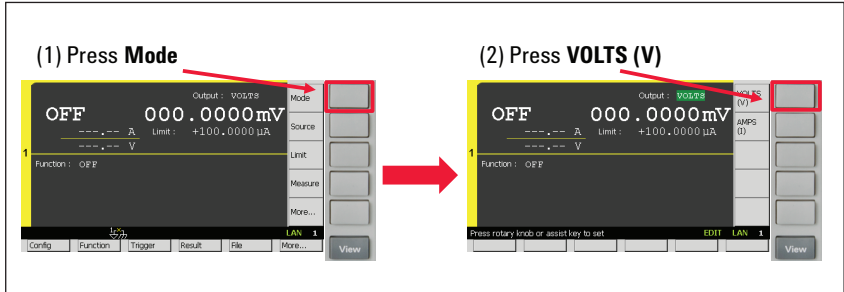 (1) Press Mode
Output : VOLTS
OFF
000.0000mV
---.-- A
Limit : +100.0000 µA
---.-- V
1
Function : OFF
Mode
Source
Limit
Measure
More...
LAN 1
Config
Function
Trigger
Result
File
More...
View
(2) Press VOLTS (V)
Output : VOLTS
OFF
000.0000mV
---.-- A
Limit : +100.0000 µA
---.-- V
1
Function : OFF
VOLTS
(V)
AMPS
(I)
Press rotary knob or assist key to set
EDIT
LAN 1
View